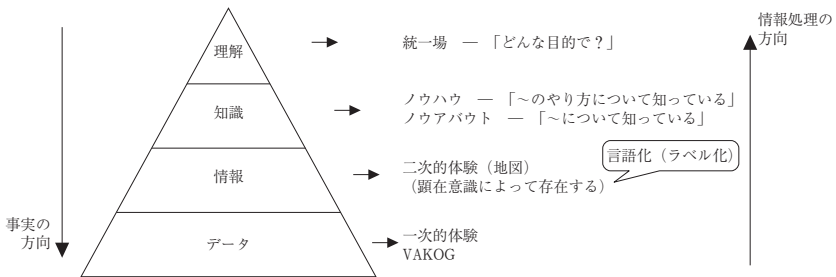 情報処理の
方向
理解
統一場 ― 「どんな目的で？」
知識
ノウハウ ― 「～のやり方について知っている」
ノウアバウト ― 「～について知っている」
言語化（ラベル化）
情報
二次的体験（地図）
（顕在意識によって存在する）
事実の
方向
データ
一次的体験
VAKOG